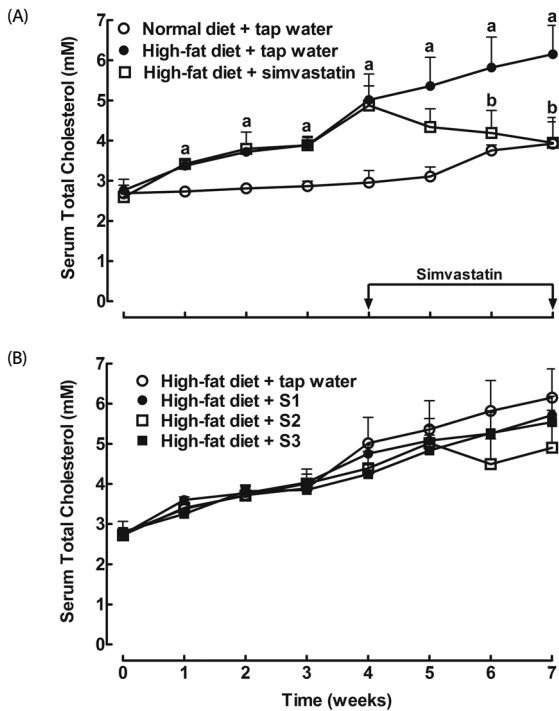 (A)
Normal diet + tap water
High-fat diet + tap water
High-fat diet + simvastatin
Serum Total Cholesterol (mM)
7
6
5
4
3
2
1
0
a a a a a a a
b b
Simvastatin
(B)
High-fat diet + tap water
High-fat diet + S1
High-fat diet + S2
High-fat diet + S3
Serum Total Cholesterol (mM)
7
6
5
4
3
2
1
0
0 1 2 3 4 5 6 7
Time (weeks)